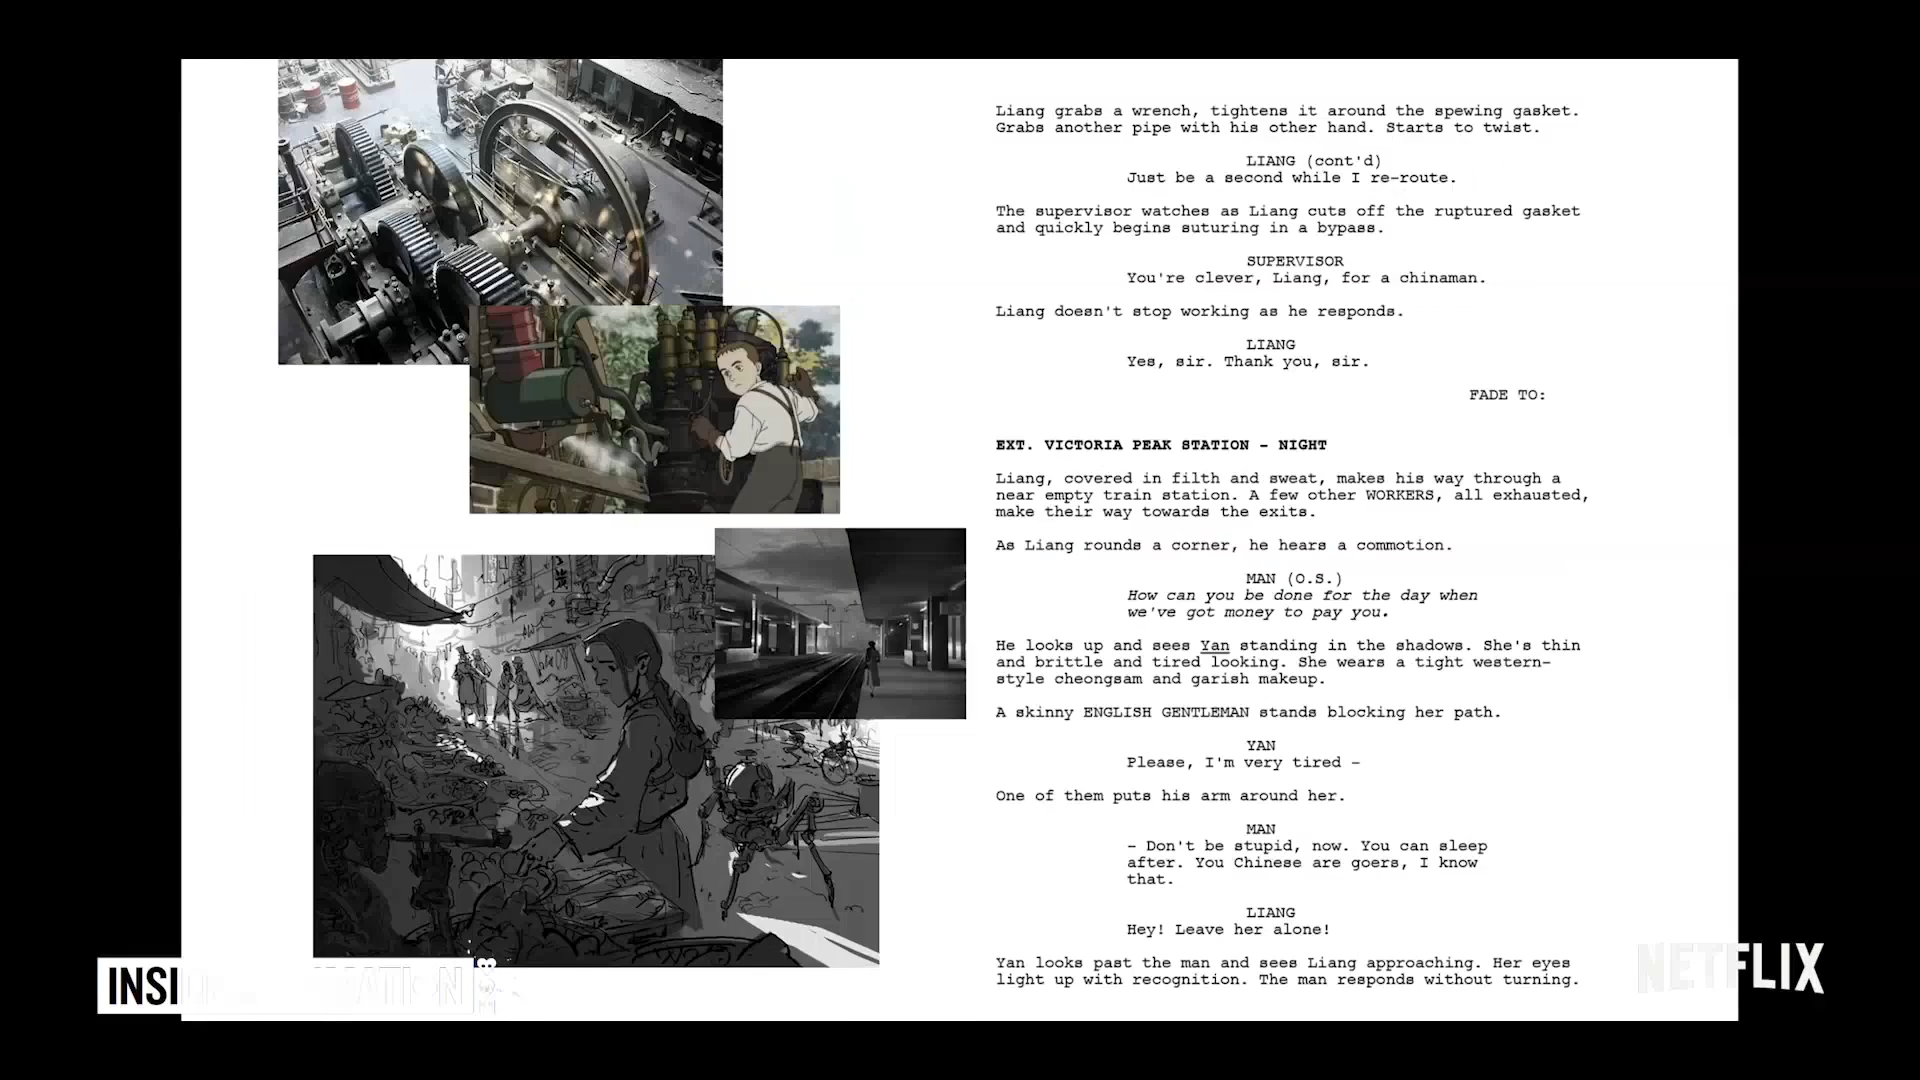 Liang grabs a wrench, tightens it around the spewing gasket.
Grabs another pipe with his other hand. Starts to twist.
LIANG (cont'd)
Just be a second while I re-route.
The supervisor watches as Liang cuts off the ruptured gasket
and quickly begins suturing in a bypass.
SUPERVISOR
You're clever, Liang, for a chinaman.
Liang doesn't stop working as he responds.
LIANG
Yes, sir. Thank you, sir.
FADE TO:
EXT. VICTORIA PEAK STATION - NIGHT
Liang, covered in filth and sweat, makes his way through a
near empty train station. A few other WORKERS, all exhausted,
make their way towards the exits.
As Liang rounds a corner, he hears a commotion.
MAN (O.S.)
How can you be done for the day when
we've got money to pay you.
He looks up and sees Yan standing in the shadows. She's thin
and brittle and tired looking. She wears a tight western-
style cheongsam and garish makeup.
A skinny ENGLISH GENTLEMAN stands blocking her path.
YAN
Please, I'm very tired -
One of them puts his arm around her.
MAN
- Don't be stupid, now. You can sleep
after. You Chinese are goers, I know
that.
LIANG
Hey! Leave her alone!
Yan looks past the man and sees Liang approaching. Her eyes
light up with recognition. The man responds without turning.
NETFLIX